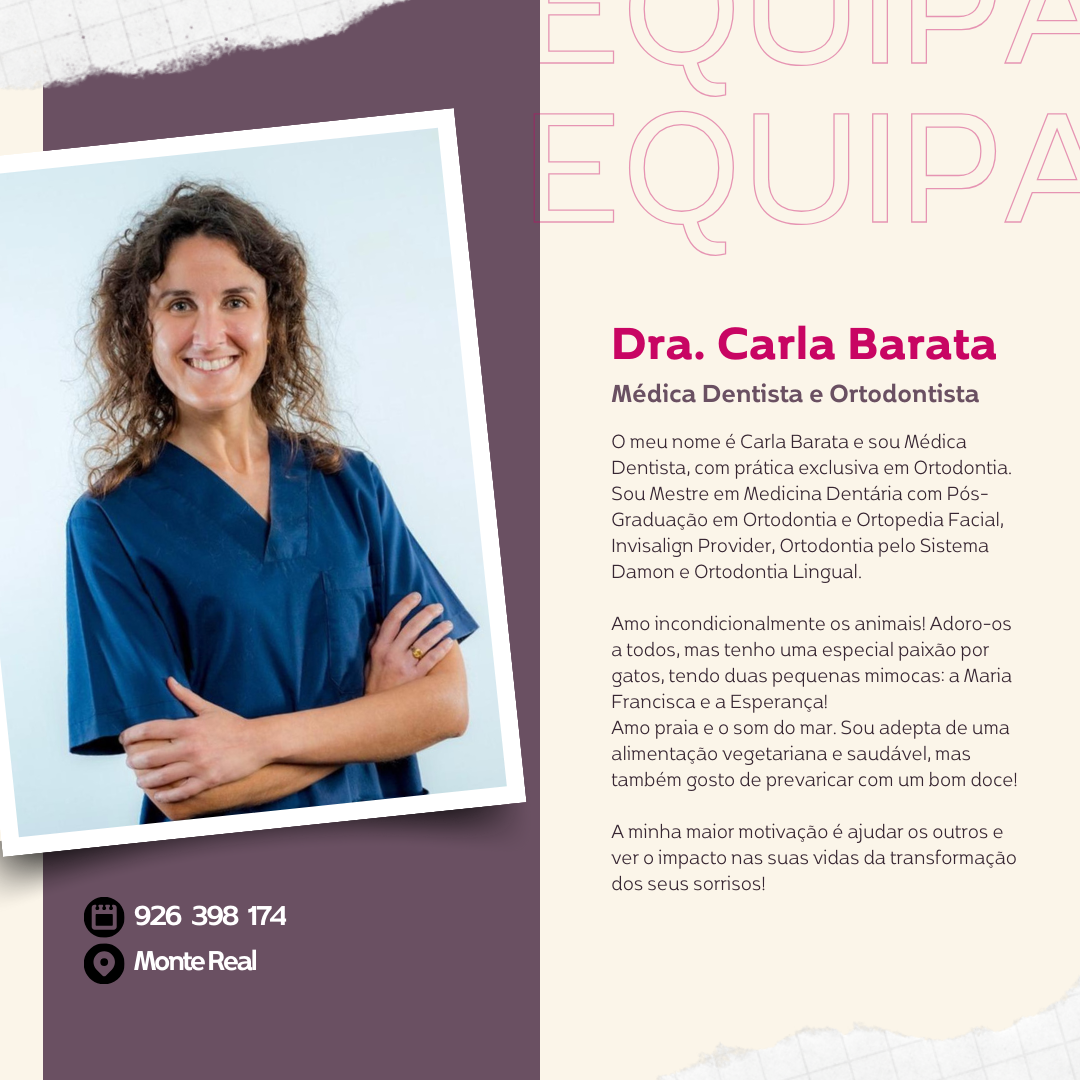 EQUIPA
EQUIPA
Dra. Carla Barata
Médica Dentista e Ortodontista
O meu nome é Carla Barata e sou Médica
Dentista, com prática exclusiva em Ortodontia.
Sou Mestre em Medicina Dentária com Pós-
Graduação em Ortodontia e Ortopedia Facial,
Invisalign Provider, Ortodontia pelo Sistema
Damon e Ortodontia Lingual.
Amo incondicionalmente os animais! Adoro-os
a todos, mas tenho uma especial paixão por
gatos, tendo duas pequenas mimocas: a Maria
Francisca e a Esperança!
Amo praia e o som do mar. Sou adepta de uma
alimentação vegetariana e saudável, mas
também gosto de prevaricar com um bom doce!
A minha maior motivação é ajudar os outros e
ver o impacto nas suas vidas da transformação
dos seus sorrisos!
926 398 174
Monte Real